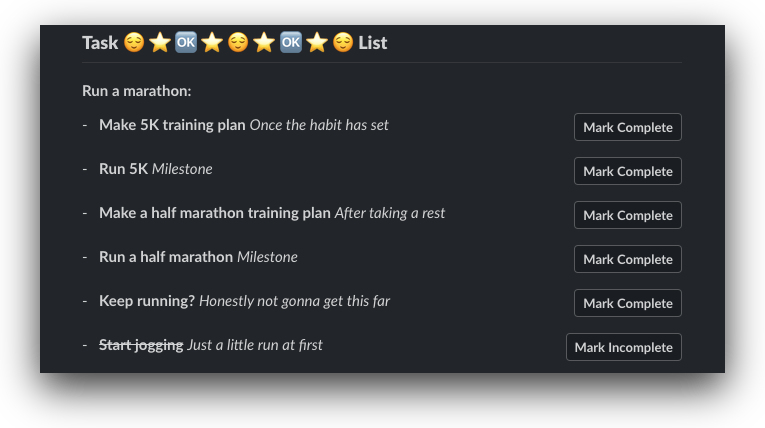 Task 😌 ⭐ 🆗 ⭐ 😌 ⭐ 🆗 ⭐ 😌 List
Run a marathon:
- Make 5K training plan Once the habit has set Mark Complete
- Run 5K Milestone Mark Complete
- Make a half marathon training plan After taking a rest Mark Complete
- Run a half marathon Milestone Mark Complete
- Keep running? Honestly not gonna get this far Mark Complete
- Start jogging Just a little run at first Mark Incomplete